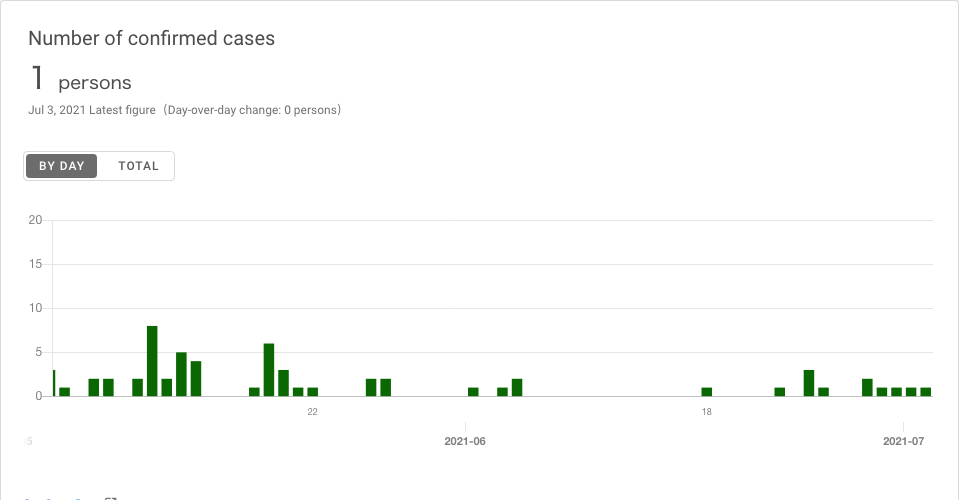 Number of confirmed cases
1 persons
Jul 3, 2021 Latest figure（Day-over-day change: 0 persons）
BY DAY TOTAL
20
15
10
5
0
22 18
5 2021-06 2021-07